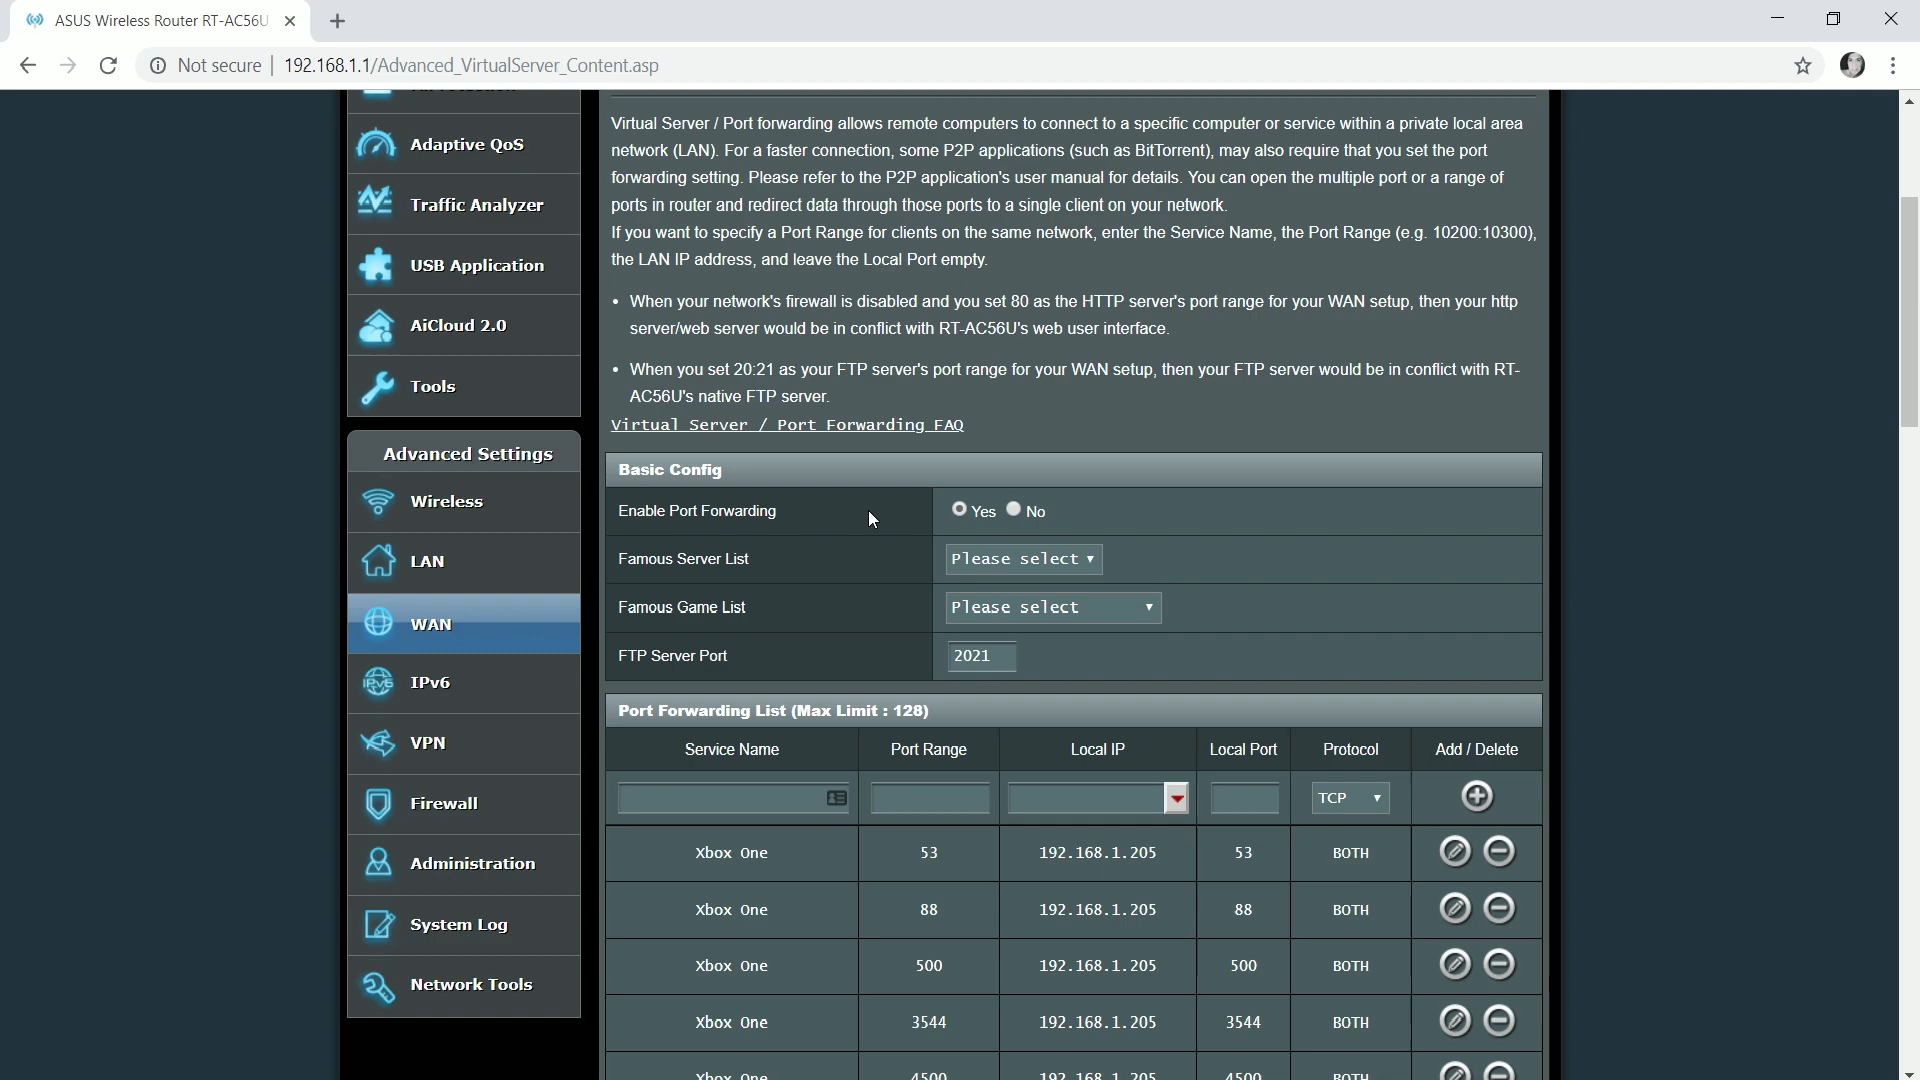 ASUS Wireless Router RT-AC56U
Not secure | 192.168.1.1/Advanced_VirtualServer_Content.asp
Adaptive QoS
Traffic Analyzer
USB Application
AiCloud 2.0
Tools
Advanced Settings
Wireless
LAN
WAN
IPv6
IPV6
VPN
Firewall
Administration
System Log
Network Tools
Virtual Server / Port forwarding allows remote computers to connect to a specific computer or service within a private local area
network (LAN). For a faster connection, some P2P applications (such as BitTorrent), may also require that you set the port
forwarding setting. Please refer to the P2P application's user manual for details. You can open the multiple port or a range of
ports in router and redirect data through those ports to a single client on your network.
If you want to specify a Port Range for clients on the same network, enter the Service Name, the Port Range (e.g. 10200:10300),
the LAN IP address, and leave the Local Port empty.
• When your network's firewall is disabled and you set 80 as the HTTP server's port range for your WAN setup, then your http
server/web server would be in conflict with RT-AC56U's web user interface.
• When you set 20:21 as your FTP server's port range for your WAN setup, then your FTP server would be in conflict with RT-
AC56U's native FTP server.
Virtual Server / Port Forwarding FAQ
Basic Config
Enable Port Forwarding Yes No
Famous Server List Please select
Famous Game List Please select
FTP Server Port 2021
Port Forwarding List (Max Limit : 128)
Service Name Port Range Local IP Local Port Protocol Add / Delete
TCP
Xbox One 53 192.168.1.205 53 BOTH
Xbox One 88 192.168.1.205 88 BOTH
Xbox One 500 192.168.1.205 500 BOTH
Xbox One 3544 192.168.1.205 3544 BOTH
Xbox One 4500 192.168.1.205 4500 BOTH